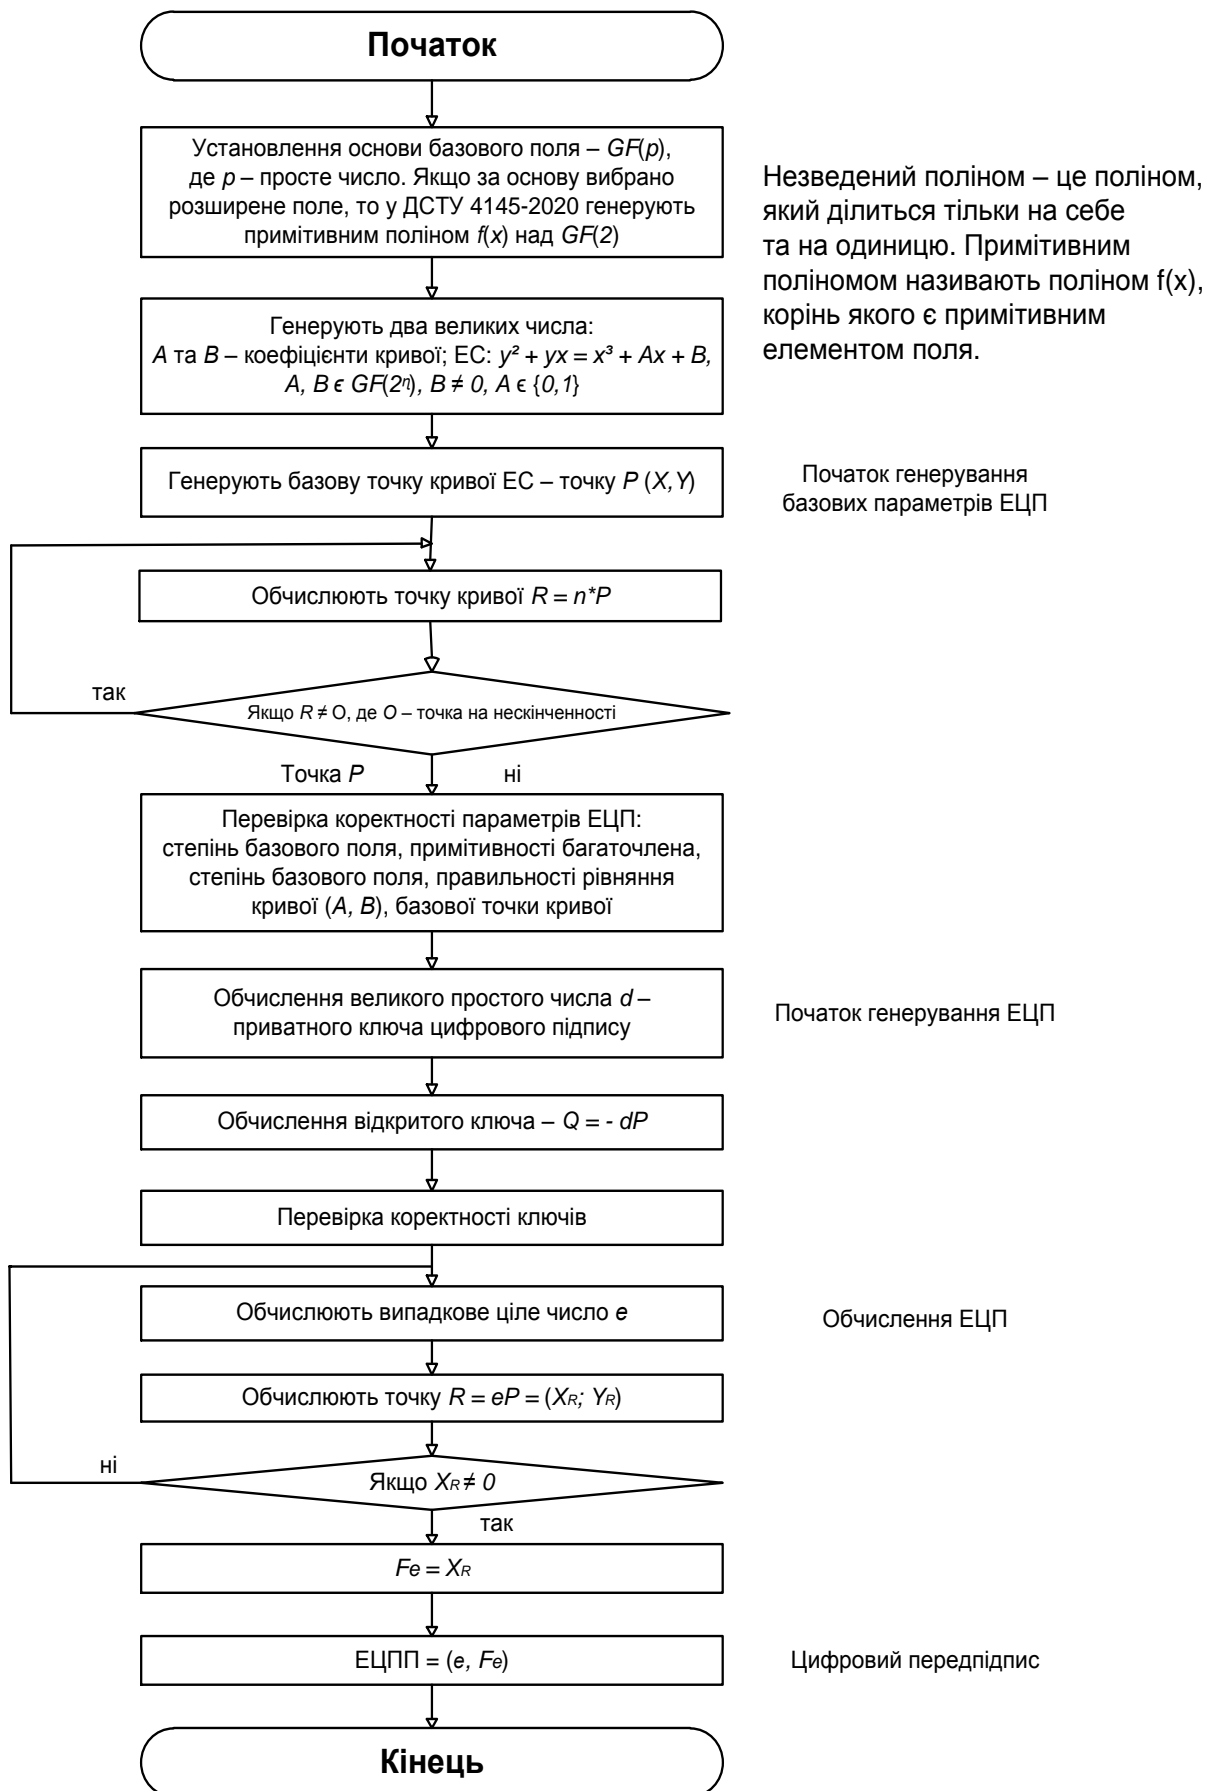 Початок
Установлення основи базового поля – GF(p),
де p – просте число. Якщо за основу вибрано
розширене поле, то у ДСТУ 4145-2020 генерують
примітивним поліном f(x) над GF(2)
Незведений поліном – це поліном,
який ділиться тільки на себе
та на одиницю. Примітивним
поліномом називають поліном f(x),
корінь якого є примітивним
елементом поля.
Генерують два великих числа:
A та B – коефіцієнти кривої; ЕС: y² + yx = x³ + Ax + B,
A, B ϵ GF(2ⁿ), B ≠ 0, A ϵ {0,1}
Генерують базову точку кривої ЕС – точку P (X,Y)
Початок генерування
базових параметрів ЕЦП
Обчислюють точку кривої R = n*P
так
Якщо R ≠ O, де O – точка на нескінченності
Точка P
ні
Перевірка коректності параметрів ЕЦП:
степінь базового поля, примітивності багаточлена,
степінь базового поля, правильності рівняння
кривої (A, B), базової точки кривої
Обчислення великого простого числа d –
приватного ключа цифрового підпису
Початок генерування ЕЦП
Обчислення відкритого ключа – Q = - dP
Перевірка коректності ключів
Обчислюють випадкове ціле число e
Обчислення ЕЦП
Обчислюють точку R = eP = (XR; YR)
ні
Якщо XR ≠ 0
так
Fe = XR
ЕЦПП = (e, Fe)
Цифровий передпідпис
Кінець